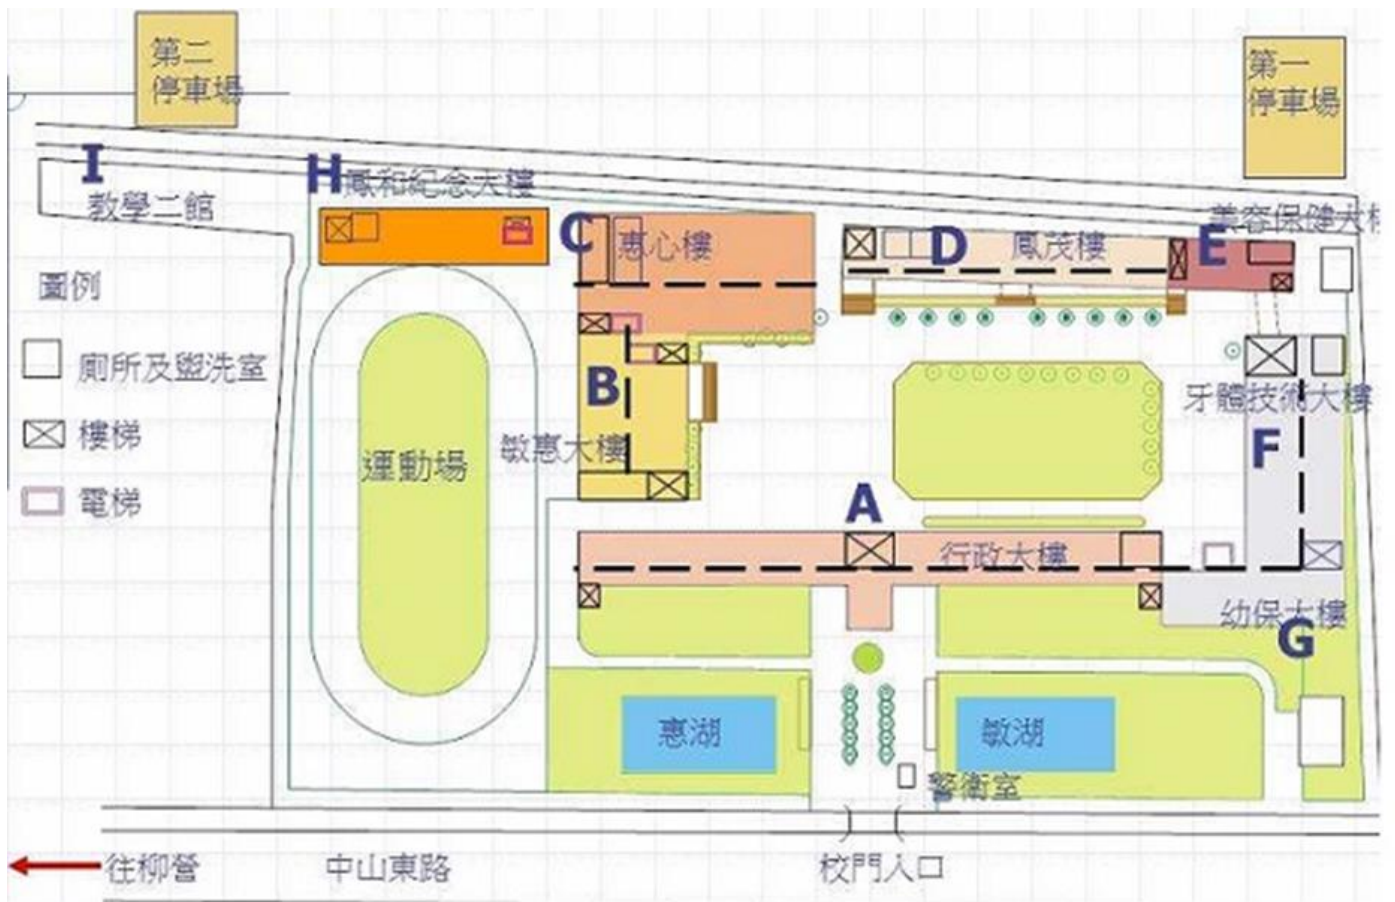 第二
停車場
第一
停車場
I
教學二館
H
鳳和紀念大樓
C
惠心樓
D
鳳茂樓
E
美容保健大樓
圖例
廁所及盥洗室
樓梯
電梯
運動場
B
敏惠大樓
A
行政大樓
牙體技術大樓
F
幼保大樓
G
惠湖
敏湖
警衛室
往柳營
中山東路
校門入口